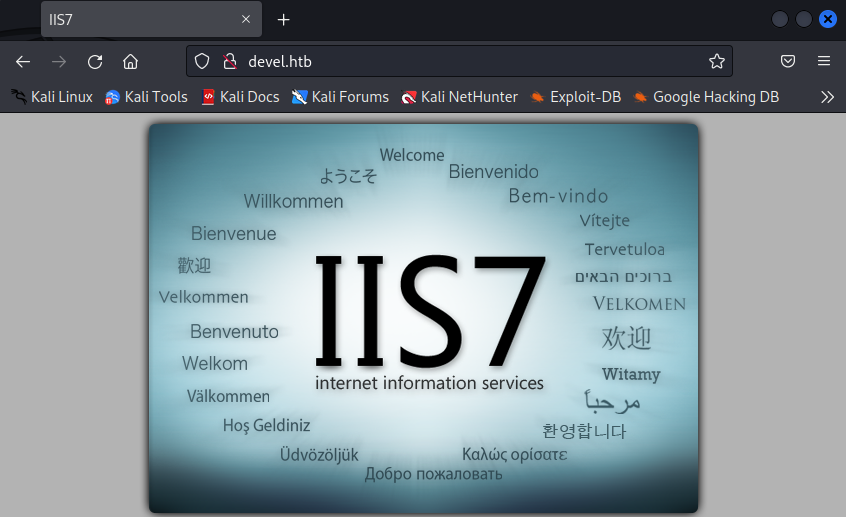 IIS7
devel.htb
Kali Linux
Kali Tools
Kali Docs
Kali Forums
Kali NetHunter
Exploit-DB
Google Hacking DB
Welcome
Bienvenido
ようこそ
Willkommen
Bem-vindo
Vítejte
Bienvenue
Tervetuloa
歡迎
ברוכים הבאים
Velkommen
VELKOMEN
IIS7
internet information services
Benvenuto
欢迎
Welkom
Witamy
Välkommen
مرحباً
Hoş Geldiniz
환영합니다
Üdvözöljük
Καλώς ορίσατε
Добро пожаловать